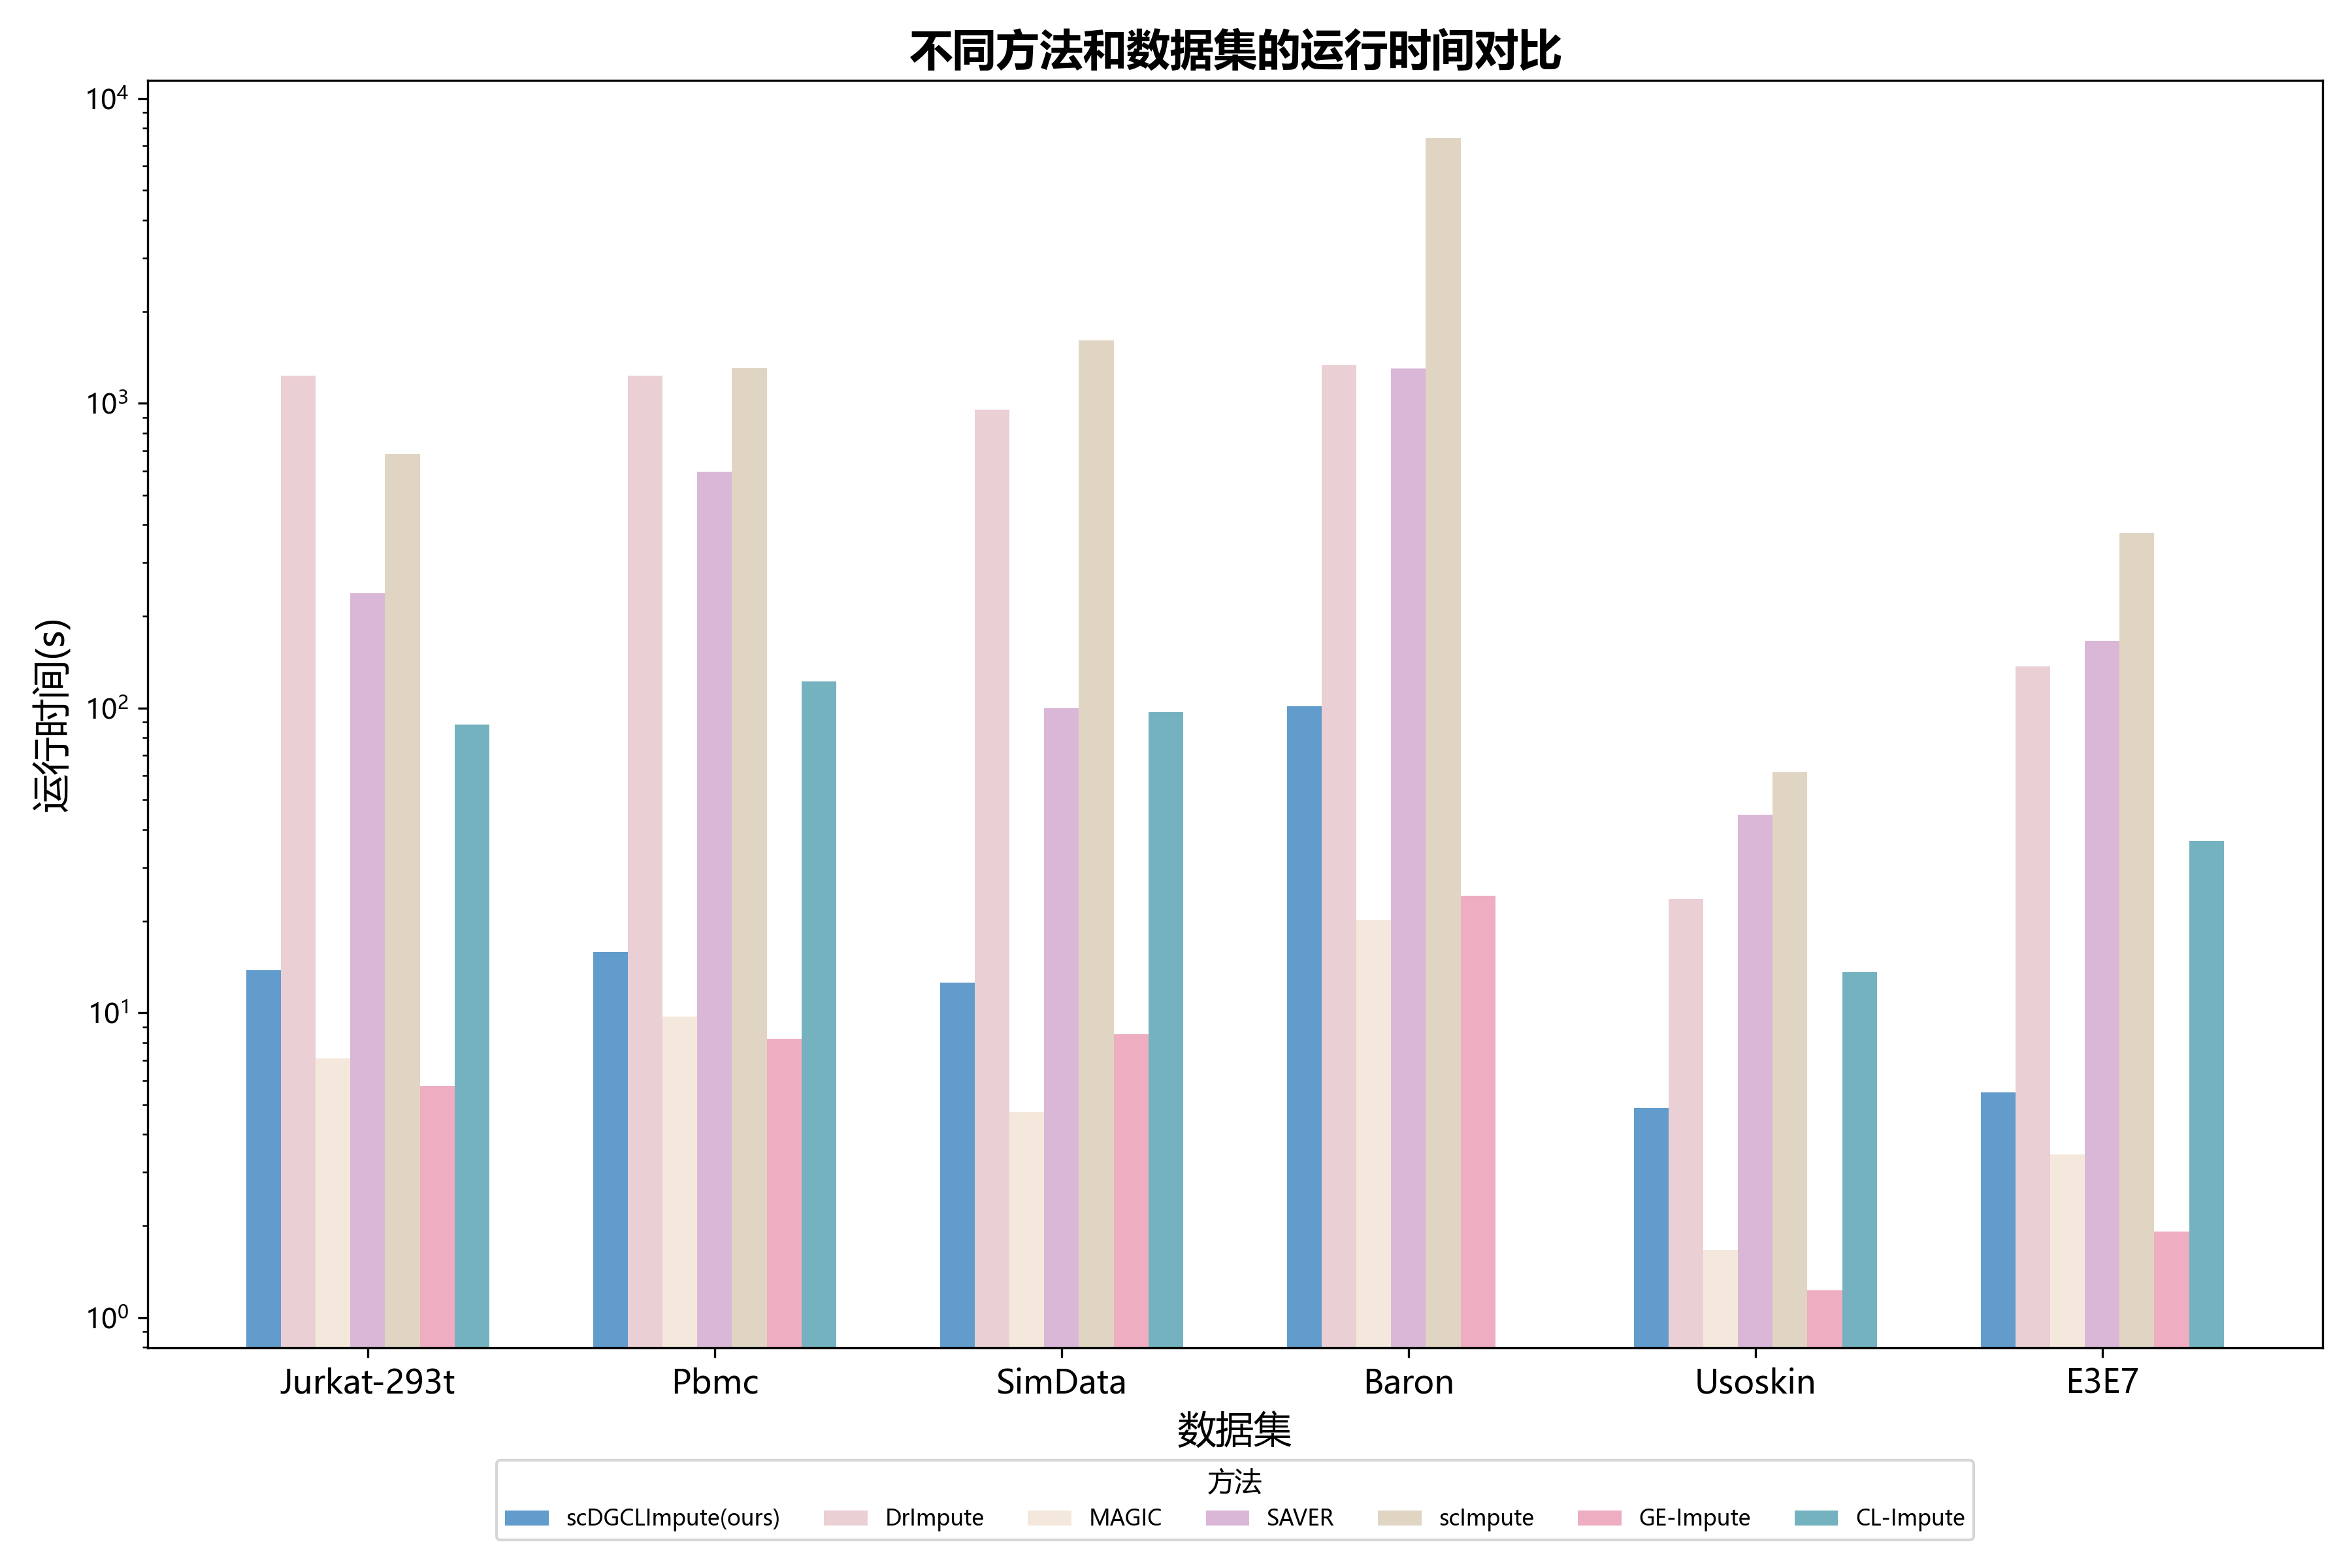 不同方法和数据集的运行时间对比
10⁴
10³
10²
10¹
10⁰
运行时间(s)
Jurkat-293t Pbmc SimData Baron Usoskin E3E7
数据集
方法
scDGCLImpute(ours) DrImpute MAGIC SAVER scImpute GE-Impute CL-Impute